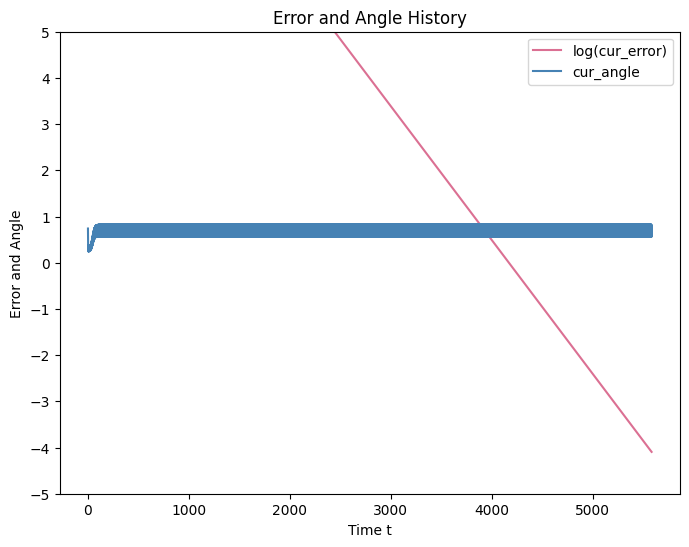 Error and Angle History
log(cur_error)
cur_angle
Error and Angle
5
4
3
2
1
0
−1
−2
−3
−4
−5
0 1000 2000 3000 4000 5000
Time t